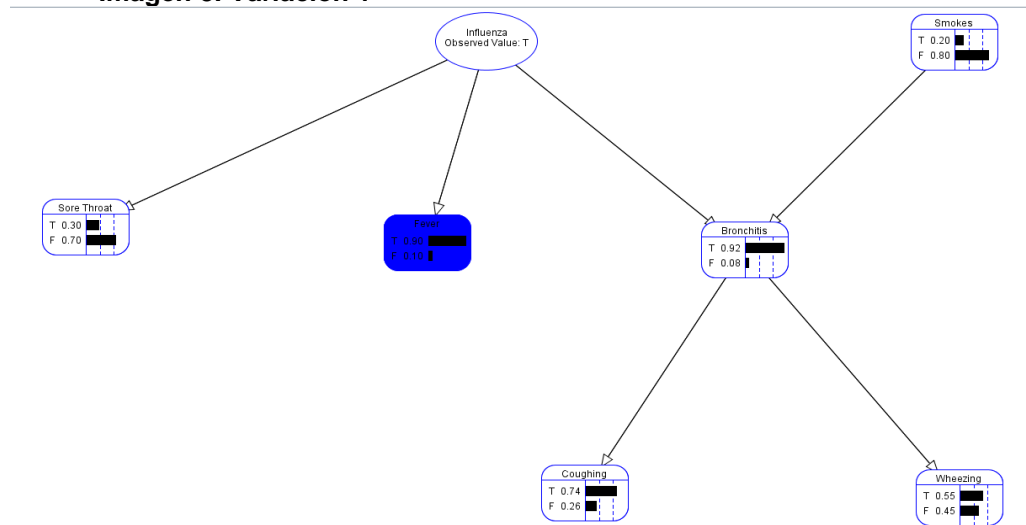 Influenza
Observed Value: T
Smokes
T 0.20
F 0.80
Sore Throat
T 0.30
F 0.70
Fever
T 0.90
F 0.10
Bronchitis
T 0.92
F 0.08
Coughing
T 0.74
F 0.26
Wheezing
T 0.55
F 0.45